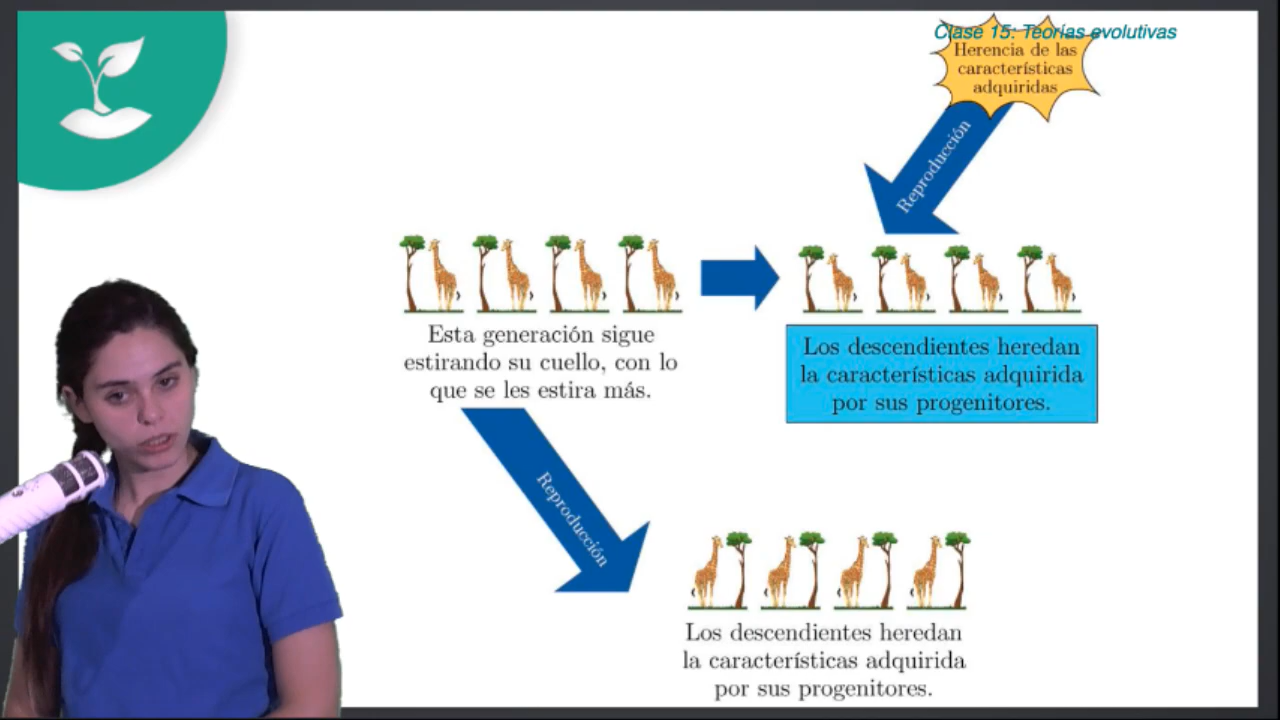 Clase 15: Teorías evolutivas
Herencia de las
características
adquiridas
Reproducción
Esta generación sigue
estirando su cuello, con lo
que se les estira más.
Los descendientes heredan
la características adquirida
por sus progenitores.
Reproducción
Los descendientes heredan
la características adquirida
por sus progenitores.